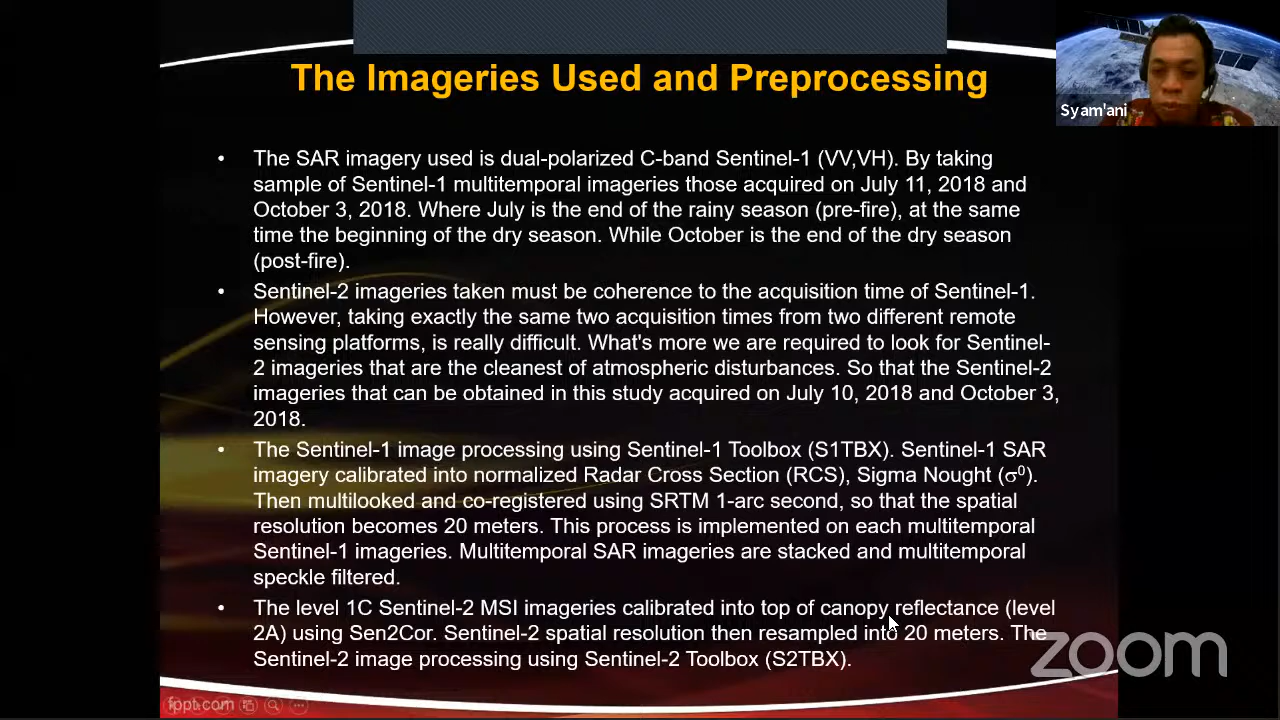 The Imageries Used and Preprocessing
Syam'ani
• The SAR imagery used is dual-polarized C-band Sentinel-1 (VV,VH). By taking
sample of Sentinel-1 multitemporal imageries those acquired on July 11, 2018 and
October 3, 2018. Where July is the end of the rainy season (pre-fire), at the same
time the beginning of the dry season. While October is the end of the dry season
(post-fire).
• Sentinel-2 imageries taken must be coherence to the acquisition time of Sentinel-1.
However, taking exactly the same two acquisition times from two different remote
sensing platforms, is really difficult. What's more we are required to look for Sentinel-
2 imageries that are the cleanest of atmospheric disturbances. So that the Sentinel-2
imageries that can be obtained in this study acquired on July 10, 2018 and October 3,
2018.
• The Sentinel-1 image processing using Sentinel-1 Toolbox (S1TBX). Sentinel-1 SAR
imagery calibrated into normalized Radar Cross Section (RCS), Sigma Nought (σ⁰).
Then multilooked and co-registered using SRTM 1-arc second, so that the spatial
resolution becomes 20 meters. This process is implemented on each multitemporal
Sentinel-1 imageries. Multitemporal SAR imageries are stacked and multitemporal
speckle filtered.
• The level 1C Sentinel-2 MSI imageries calibrated into top of canopy reflectance (level
2A) using Sen2Cor. Sentinel-2 spatial resolution then resampled into 20 meters. The
Sentinel-2 image processing using Sentinel-2 Toolbox (S2TBX).
zoom
fppt.com